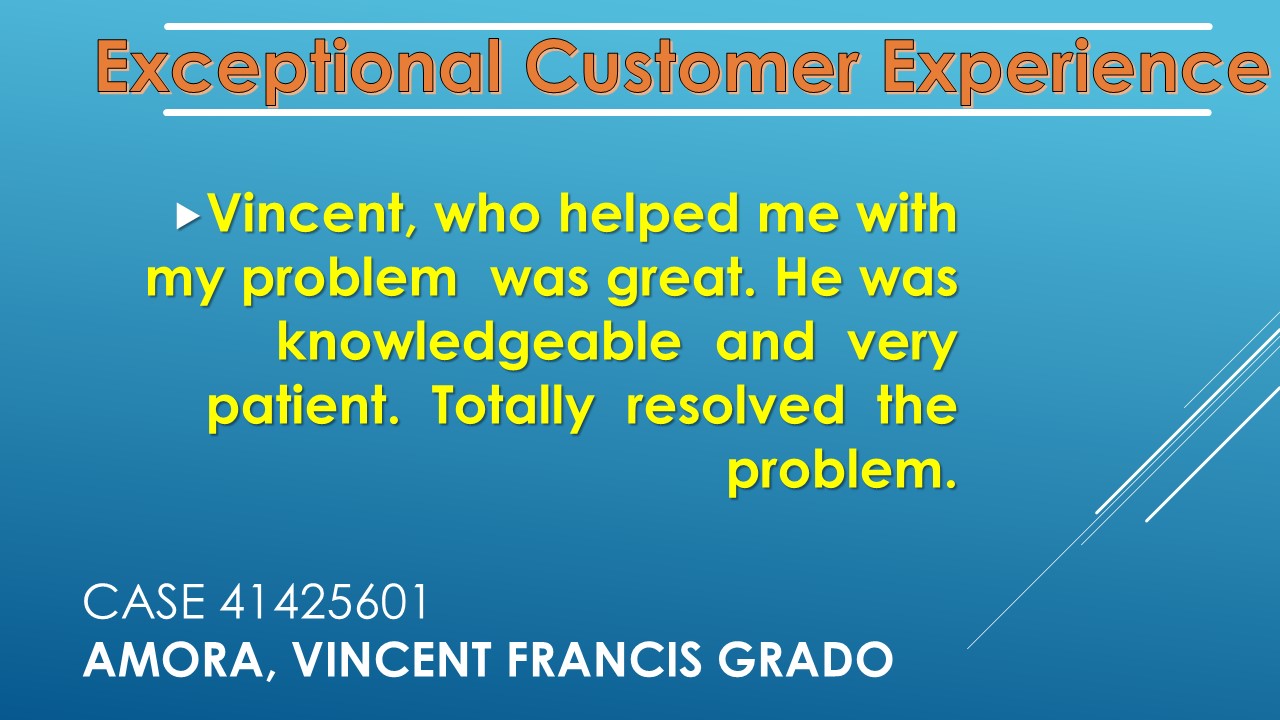 Exceptional Customer Experience
Vincent, who helped me with
my problem was great. He was
knowledgeable and very
patient. Totally resolved the
problem.
CASE 41425601
AMORA, VINCENT FRANCIS GRADO